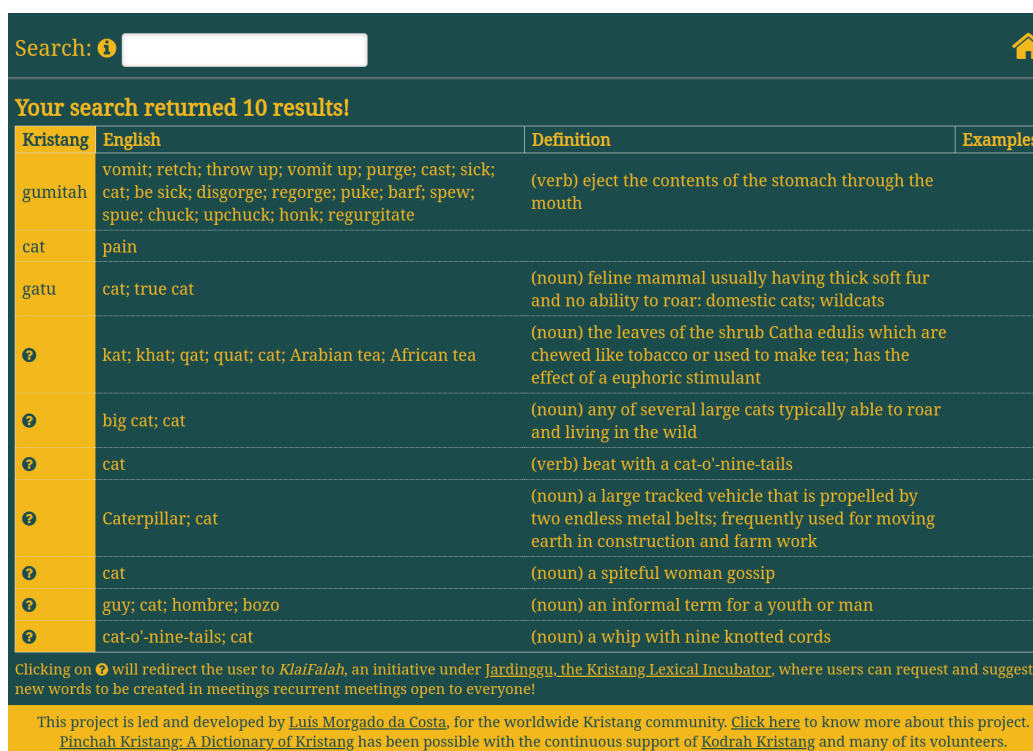 Search:
Your search returned 10 results!
Kristang English Definition Examples
gumitah
vomit; retch; throw up; vomit up; purge; cast; sick;
cat; be sick; disgorge; regorge; puke; barf; spew;
spue; chuck; upchuck; honk; regurgitate
(verb) eject the contents of the stomach through the
mouth
cat pain
gatu
cat; true cat
(noun) feline mammal usually having thick soft fur
and no ability to roar: domestic cats; wildcats
kat; khat; qat; quat; cat; Arabian tea; African tea
(noun) the leaves of the shrub Catha edulis which are
chewed like tobacco or used to make tea; has the
effect of a euphoric stimulant
big cat; cat
(noun) any of several large cats typically able to roar
and living in the wild
cat (verb) beat with a cat-o'-nine-tails
Caterpillar; cat
(noun) a large tracked vehicle that is propelled by
two endless metal belts; frequently used for moving
earth in construction and farm work
cat (noun) a spiteful woman gossip
guy; cat; hombre; bozo (noun) an informal term for a youth or man
cat-o'-nine-tails; cat (noun) a whip with nine knotted cords
Clicking on ? will redirect the user to KlaiFalah, an initiative under Jardinggu, the Kristang Lexical Incubator, where users can request and suggest
new words to be created in meetings recurrent meetings open to everyone!
This project is led and developed by Luís Morgado da Costa, for the worldwide Kristang community. Click here to know more about this project.
Pinchah Kristang: A Dictionary of Kristang has been possible with the continuous support of Kodrah Kristang and many of its volunteers.